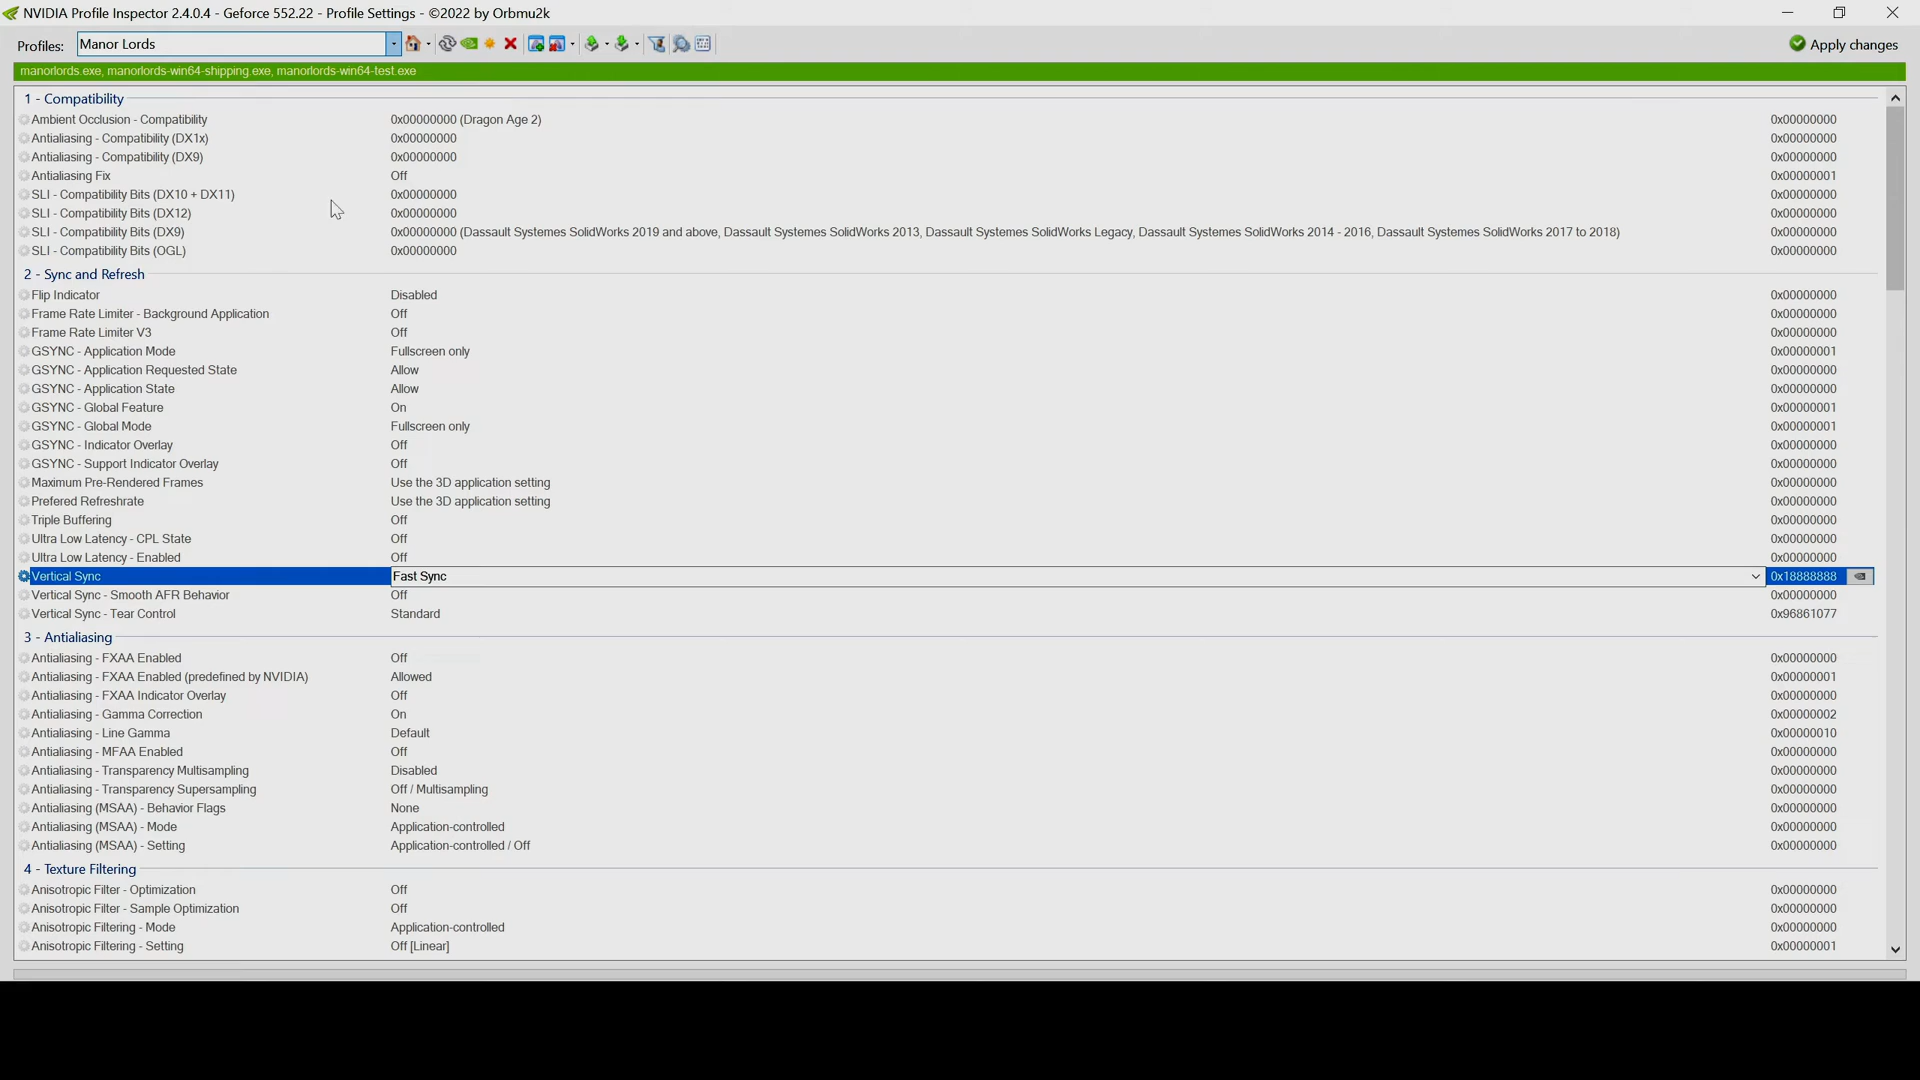 NVIDIA Profile Inspector 2.4.0.4 - Geforce 552.22 - Profile Settings - ©2022 by Orbmu2k
Profiles: Manor Lords Apply changes
manorlords.exe, manorlords-win64-shipping.exe, manorlords-win64-test.exe
1 - Compatibility
Ambient Occlusion - Compatibility 0x00000000 (Dragon Age 2) 0x00000000
Antialiasing - Compatibility (DX1x) 0x00000000 0x00000000
Antialiasing - Compatibility (DX9) 0x00000000 0x00000000
Antialiasing Fix Off 0x00000001
SLI - Compatibility Bits (DX10 + DX11) 0x00000000 0x00000000
SLI - Compatibility Bits (DX12) 0x00000000 0x00000000
SLI - Compatibility Bits (DX9) 0x00000000 (Dassault Systemes SolidWorks 2019 and above, Dassault Systemes SolidWorks 2013, Dassault Systemes SolidWorks Legacy, Dassault Systemes SolidWorks 2014 - 2016, Dassault Systemes SolidWorks 2017 to 2018) 0x00000000
SLI - Compatibility Bits (OGL) 0x00000000 0x00000000
2 - Sync and Refresh
Flip Indicator Disabled 0x00000000
Frame Rate Limiter - Background Application Off 0x00000000
Frame Rate Limiter V3 Off 0x00000000
GSYNC - Application Mode Fullscreen only 0x00000001
GSYNC - Application Requested State Allow 0x00000000
GSYNC - Application State Allow 0x00000000
GSYNC - Global Feature On 0x00000001
GSYNC - Global Mode Fullscreen only 0x00000001
GSYNC - Indicator Overlay Off 0x00000000
GSYNC - Support Indicator Overlay Off 0x00000000
Maximum Pre-Rendered Frames Use the 3D application setting 0x00000000
Prefered Refreshrate Use the 3D application setting 0x00000000
Triple Buffering Off 0x00000000
Ultra Low Latency - CPL State Off 0x00000000
Ultra Low Latency - Enabled Off 0x00000000
Vertical Sync Fast Sync 0x18888888
Vertical Sync - Smooth AFR Behavior Off 0x00000000
Vertical Sync - Tear Control Standard 0x96861077
3 - Antialiasing
Antialiasing - FXAA Enabled Off 0x00000000
Antialiasing - FXAA Enabled (predefined by NVIDIA) Allowed 0x00000001
Antialiasing - FXAA Indicator Overlay Off 0x00000000
Antialiasing - Gamma Correction On 0x00000002
Antialiasing - Line Gamma Default 0x00000010
Antialiasing - MFAA Enabled Off 0x00000000
Antialiasing - Transparency Multisampling Disabled 0x00000000
Antialiasing - Transparency Supersampling Off / Multisampling 0x00000000
Antialiasing (MSAA) - Behavior Flags None 0x00000000
Antialiasing (MSAA) - Mode Application-controlled 0x00000000
Antialiasing (MSAA) - Setting Application-controlled / Off 0x00000000
4 - Texture Filtering
Anisotropic Filter - Optimization Off 0x00000000
Anisotropic Filter - Sample Optimization Off 0x00000000
Anisotropic Filtering - Mode Application-controlled 0x00000000
Anisotropic Filtering - Setting Off [Linear] 0x00000001